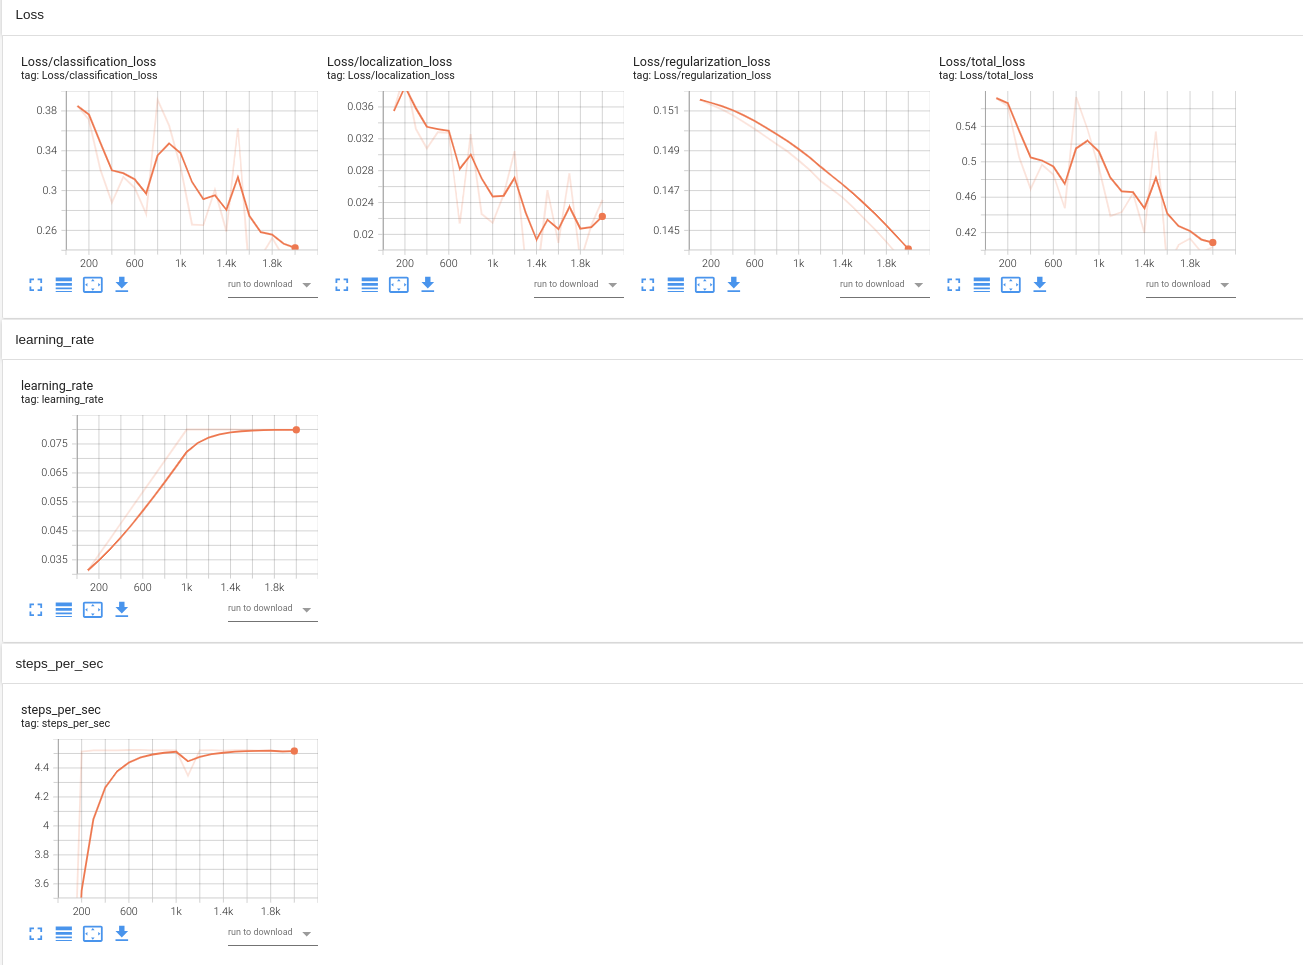 Loss
Loss/classification_loss
tag: Loss/classification_loss
0.38
0.34
0.3
0.26
200 600 1k 1.4k 1.8k
run to download
Loss/localization_loss
tag: Loss/localization_loss
0.036
0.032
0.028
0.024
0.02
200 600 1k 1.4k 1.8k
run to download
Loss/regularization_loss
tag: Loss/regularization_loss
0.151
0.149
0.147
0.145
200 600 1k 1.4k 1.8k
run to download
Loss/total_loss
tag: Loss/total_loss
0.54
0.5
0.46
0.42
200 600 1k 1.4k 1.8k
run to download
learning_rate
learning_rate
tag: learning_rate
0.075
0.065
0.055
0.045
0.035
200 600 1k 1.4k 1.8k
run to download
steps_per_sec
steps_per_sec
tag: steps_per_sec
4.4
4.2
4
3.8
3.6
200 600 1k 1.4k 1.8k
run to download